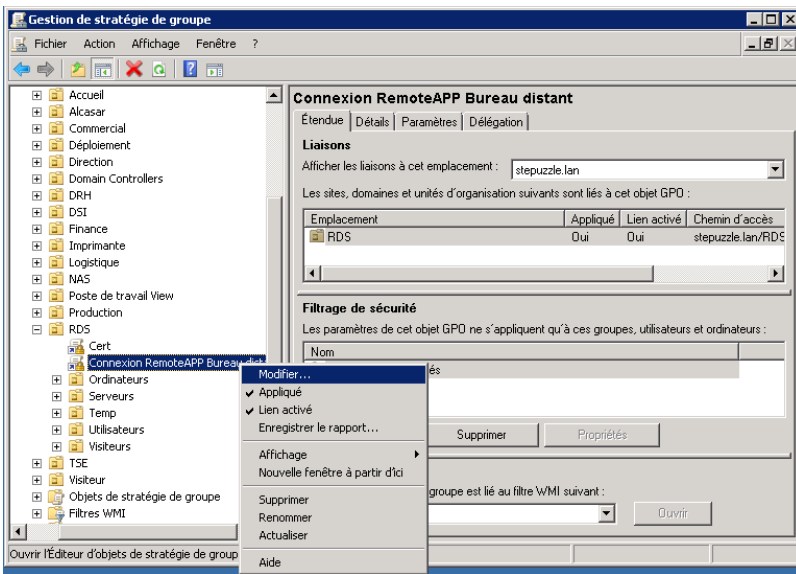 Gestion de stratégie de groupe
Fichier Action Affichage Fenêtre ?
Accueil
Alcasar
Commercial
Déploiement
Direction
Domain Controllers
DRH
DSI
Finance
Imprimante
Logistique
NAS
Poste de travail View
Production
RDS
Cert
Connexion RemoteAPP Bureau dist
Ordinateurs
Serveurs
Temp
Utilisateurs
Visiteurs
TSE
Visiteur
Objets de stratégie de groupe
Filtres WMI
Ouvrir l'Éditeur d'objets de stratégie de group
Connexion RemoteAPP Bureau distant
Étendue Détails Paramètres Délégation
Liaisons
Afficher les liaisons à cet emplacement : stepuzzle.lan
Les sites, domaines et unités d'organisation suivants sont liés à cet objet GPO :
Emplacement Appliqué Lien activé Chemin d'accès
RDS Oui Oui stepuzzle.lan/RDS
Filtrage de sécurité
Les paramètres de cet objet GPO ne s'appliquent qu'à ces groupes, utilisateurs et ordinateurs :
Nom
és
Supprimer Propriétés
groupe est lié au filtre WMI suivant :
Ouvrir
Modifier...
Appliqué
Lien activé
Enregistrer le rapport...
Affichage
Nouvelle fenêtre à partir d'ici
Supprimer
Renommer
Actualiser
Aide